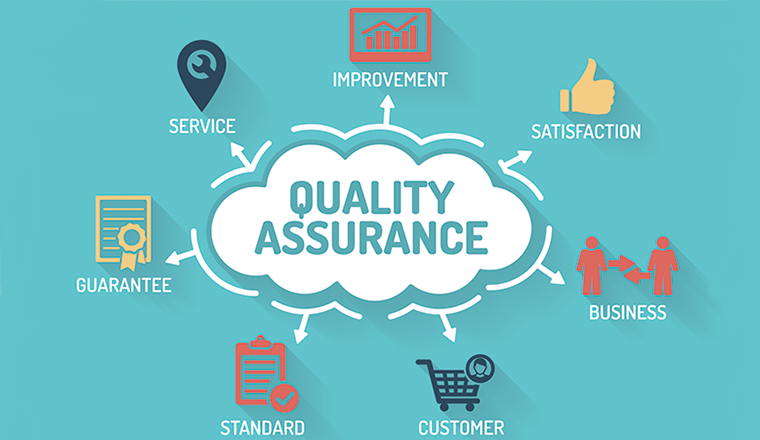 IMPROVEMENT
SERVICE
SATISFACTION
QUALITY
ASSURANCE
GUARANTEE
BUSINESS
STANDARD
CUSTOMER